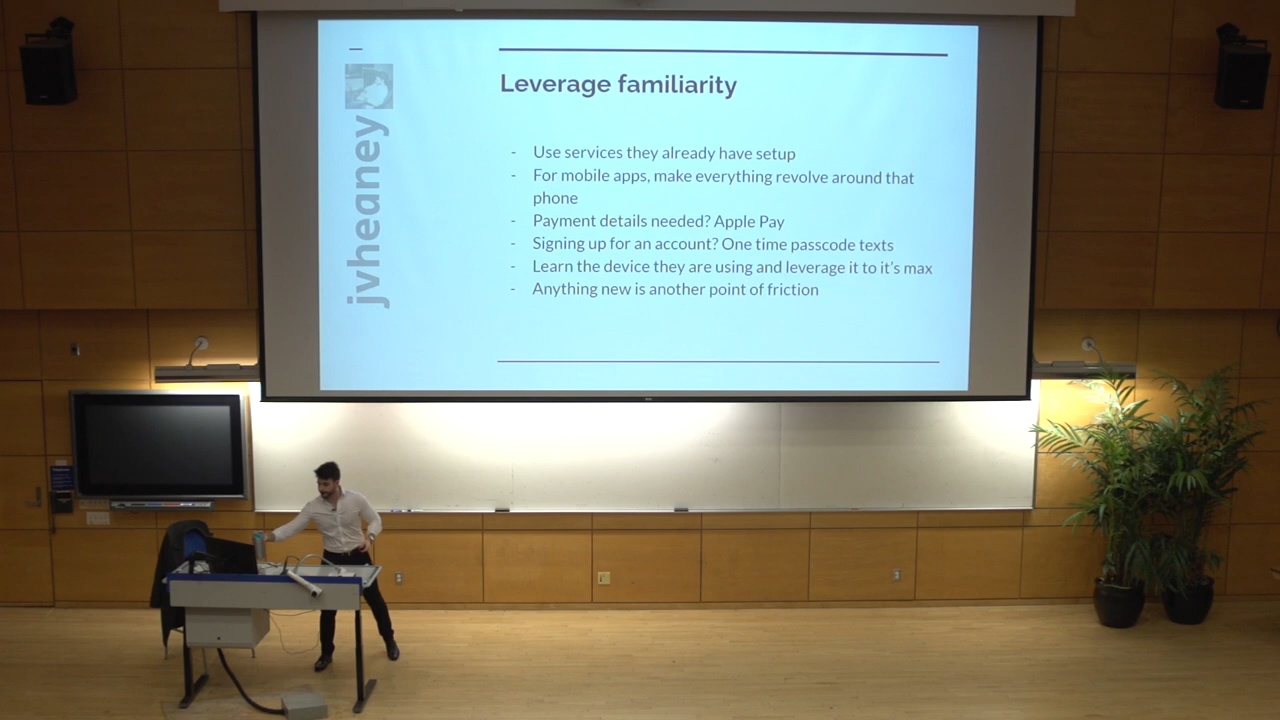 jvheaney
Leverage familiarity
- Use services they already have setup
- For mobile apps, make everything revolve around that
phone
- Payment details needed? Apple Pay
- Signing up for an account? One time passcode texts
- Learn the device they are using and leverage it to it's max
- Anything new is another point of friction